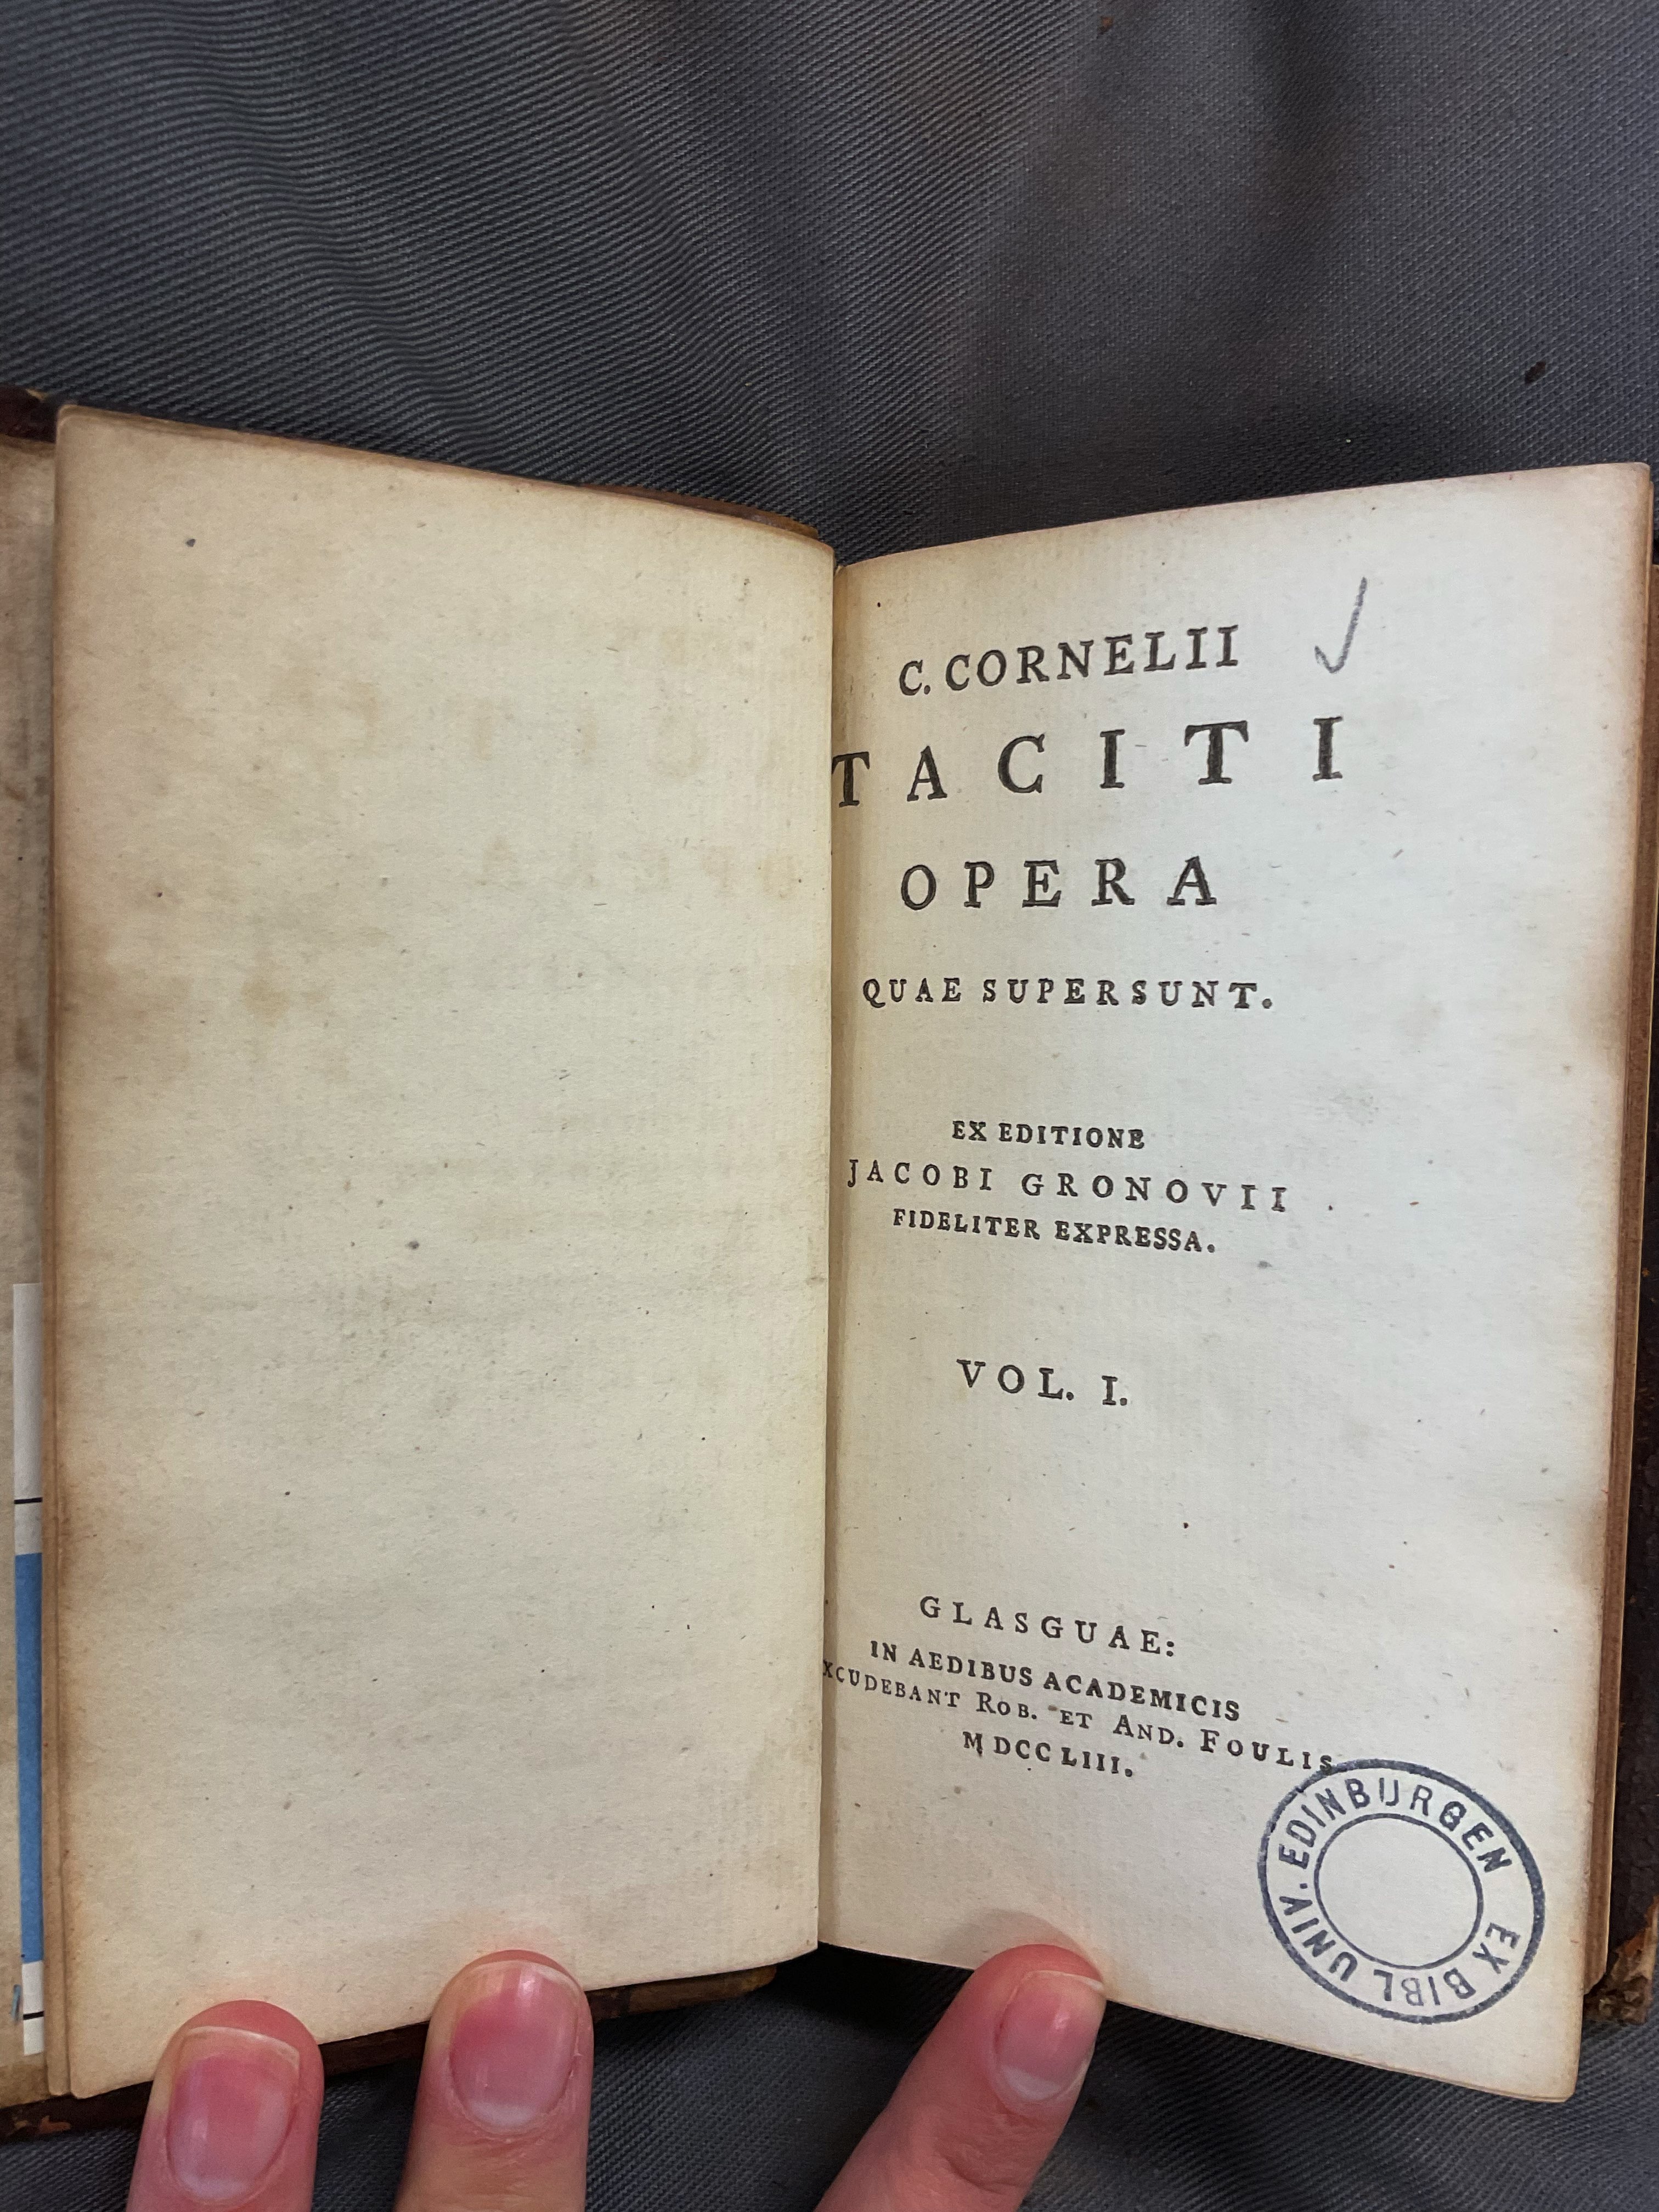 C. CORNELII
TACITI
OPERA
QUAE SUPERSUNT.
EX EDITIONE
JACOBI GRONOVII
FIDELITER EXPRESSA.
VOL. I.
GLASGUAE:
IN AEDIBUS ACADEMICIS
XCUDEBANT ROB. ET AND. FOULIS
MDCCLIII.
EX BIBL UNIV. EDINBURGEN